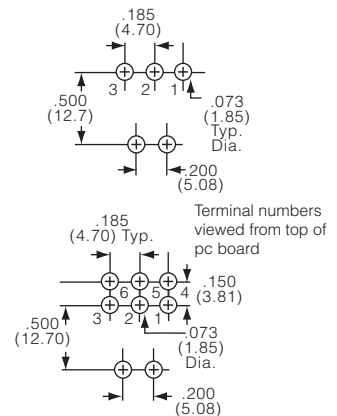 .185
(4.70)
3 2 1
.500
(12.7)
.073
(1.85)
Typ.
Dia.
.200
(5.08)
Terminal numbers
viewed from top of
pc board
.185
(4.70) Typ.
6 5 4
.150
(3.81)
3 2 1
.500
(12.70)
.073
(1.85)
Dia.
.200
(5.08)